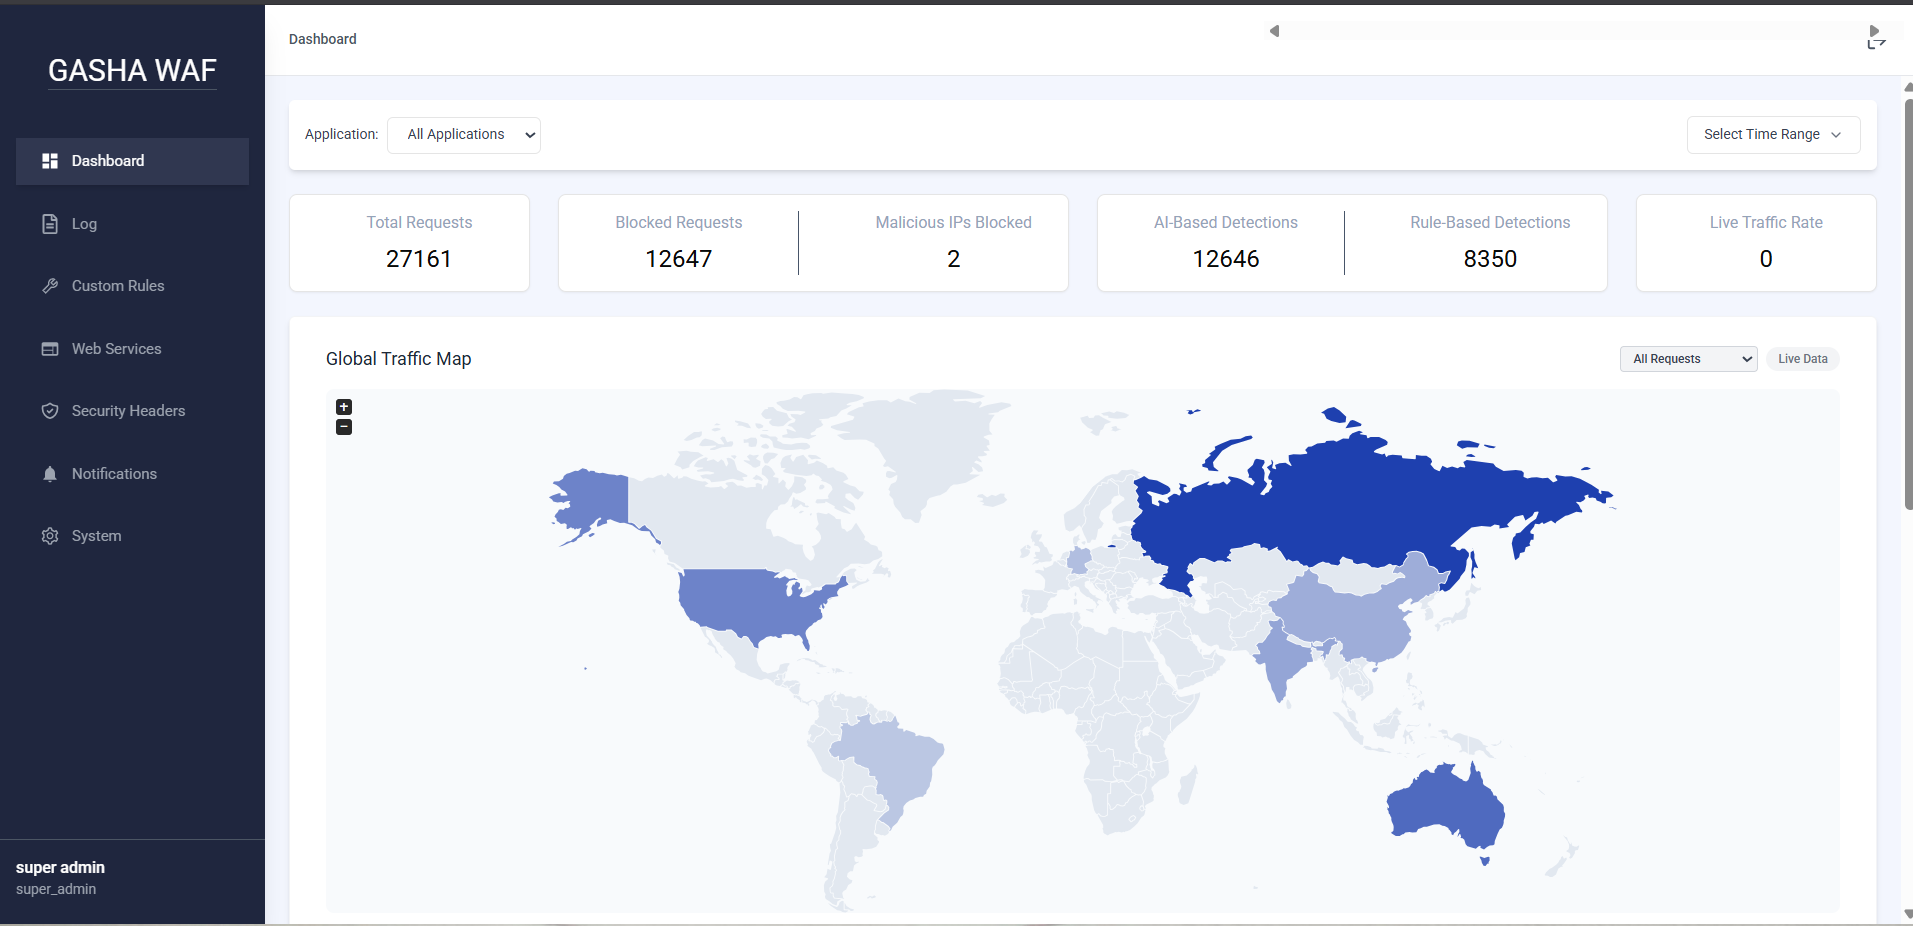 GASHA WAF
Dashboard
Log
Custom Rules
Web Services
Security Headers
Notifications
System
super admin
super_admin
Dashboard
Application: All Applications
Select Time Range
Total Requests
27161
Blocked Requests
12647
Malicious IPs Blocked
2
AI-Based Detections
12646
Rule-Based Detections
8350
Live Traffic Rate
0
Global Traffic Map
All Requests
Live Data
+
−